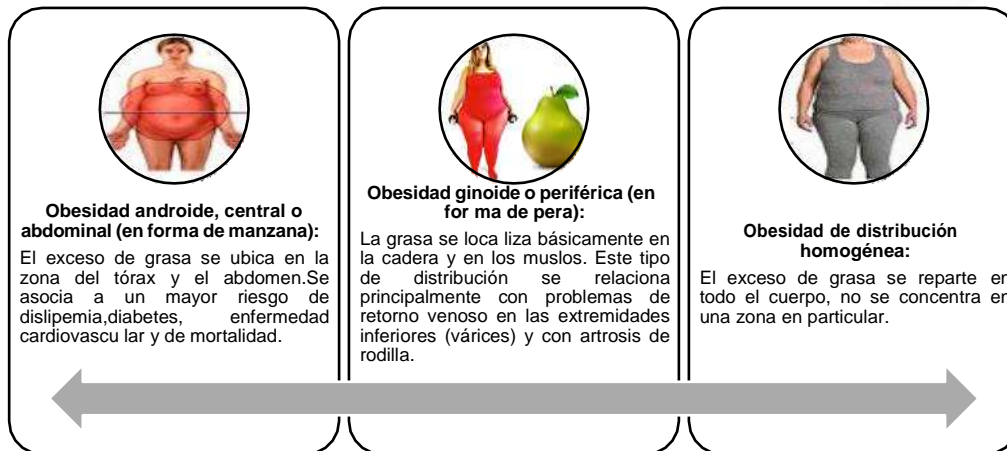 Obesidad androide, central o
abdominal (en forma de manzana):
El exceso de grasa se ubica en la
zona del tórax y el abdomen.Se
asocia a un mayor riesgo de
dislipemia,diabetes, enfermedad
cardiovascu lar y de mortalidad.
Obesidad ginoide o periférica (en
for ma de pera):
La grasa se loca liza básicamente en
la cadera y en los muslos. Este tipo
de distribución se relaciona
principalmente con problemas de
retorno venoso en las extremidades
inferiores (várices) y con artrosis de
rodilla.
Obesidad de distribución
homogénea:
El exceso de grasa se reparte en
todo el cuerpo, no se concentra en
una zona en particular.